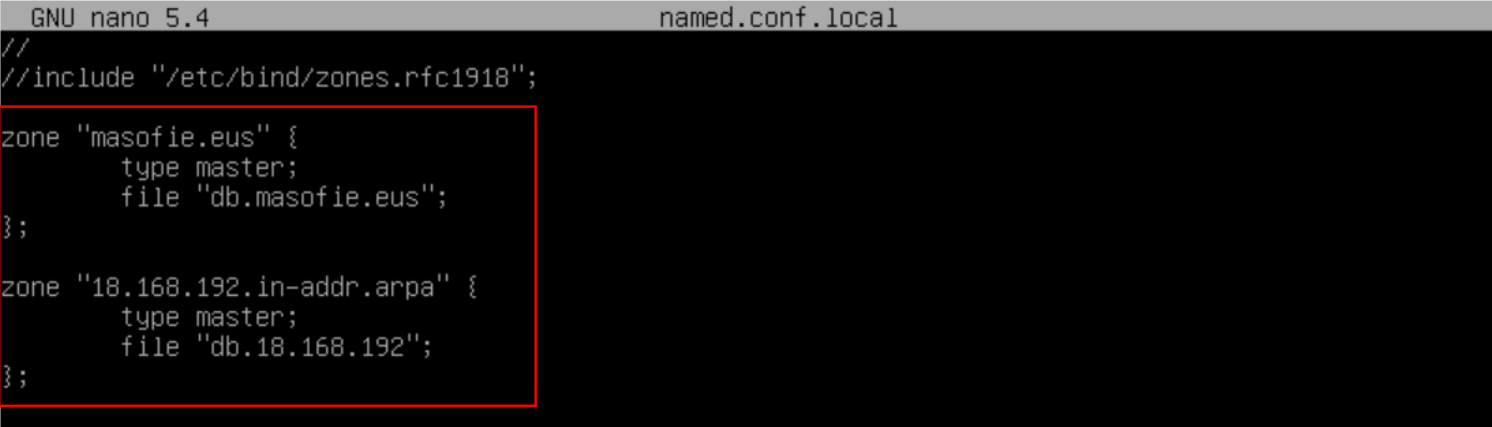 GNU nano 5.4 named.conf.local
//
//include "/etc/bind/zones.rfc1918";
zone "masofie.eus" {
type master;
file "db.masofie.eus";
};
zone "18.168.192.in-addr.arpa" {
type master;
file "db.18.168.192";
};